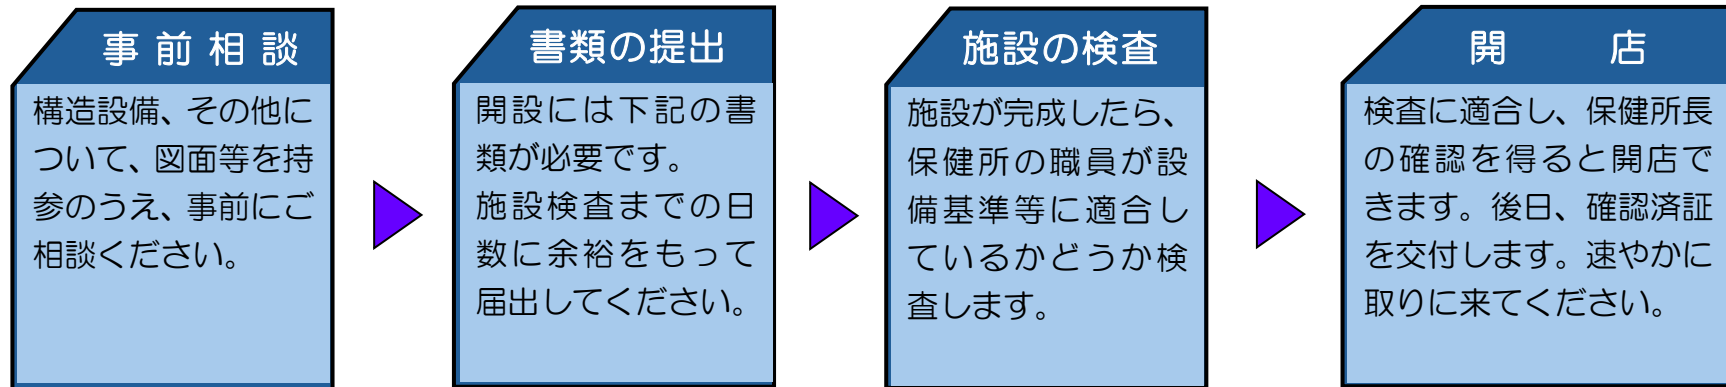 事前相談
構造設備、その他に
ついて、図面等を持
参のうえ、事前にご
相談ください。
書類の提出
開設には下記の書
類が必要です。
施設検査までの日
数に余裕をもって
届出してください。
施設の検査
施設が完成したら、
保健所の職員が設
備基準等に適合し
ているかどうか検
査します。
開店
検査に適合し、保健所長
の確認を得ると開店で
きます。後日、確認済証
を交付します。速やかに
取りに来てください。